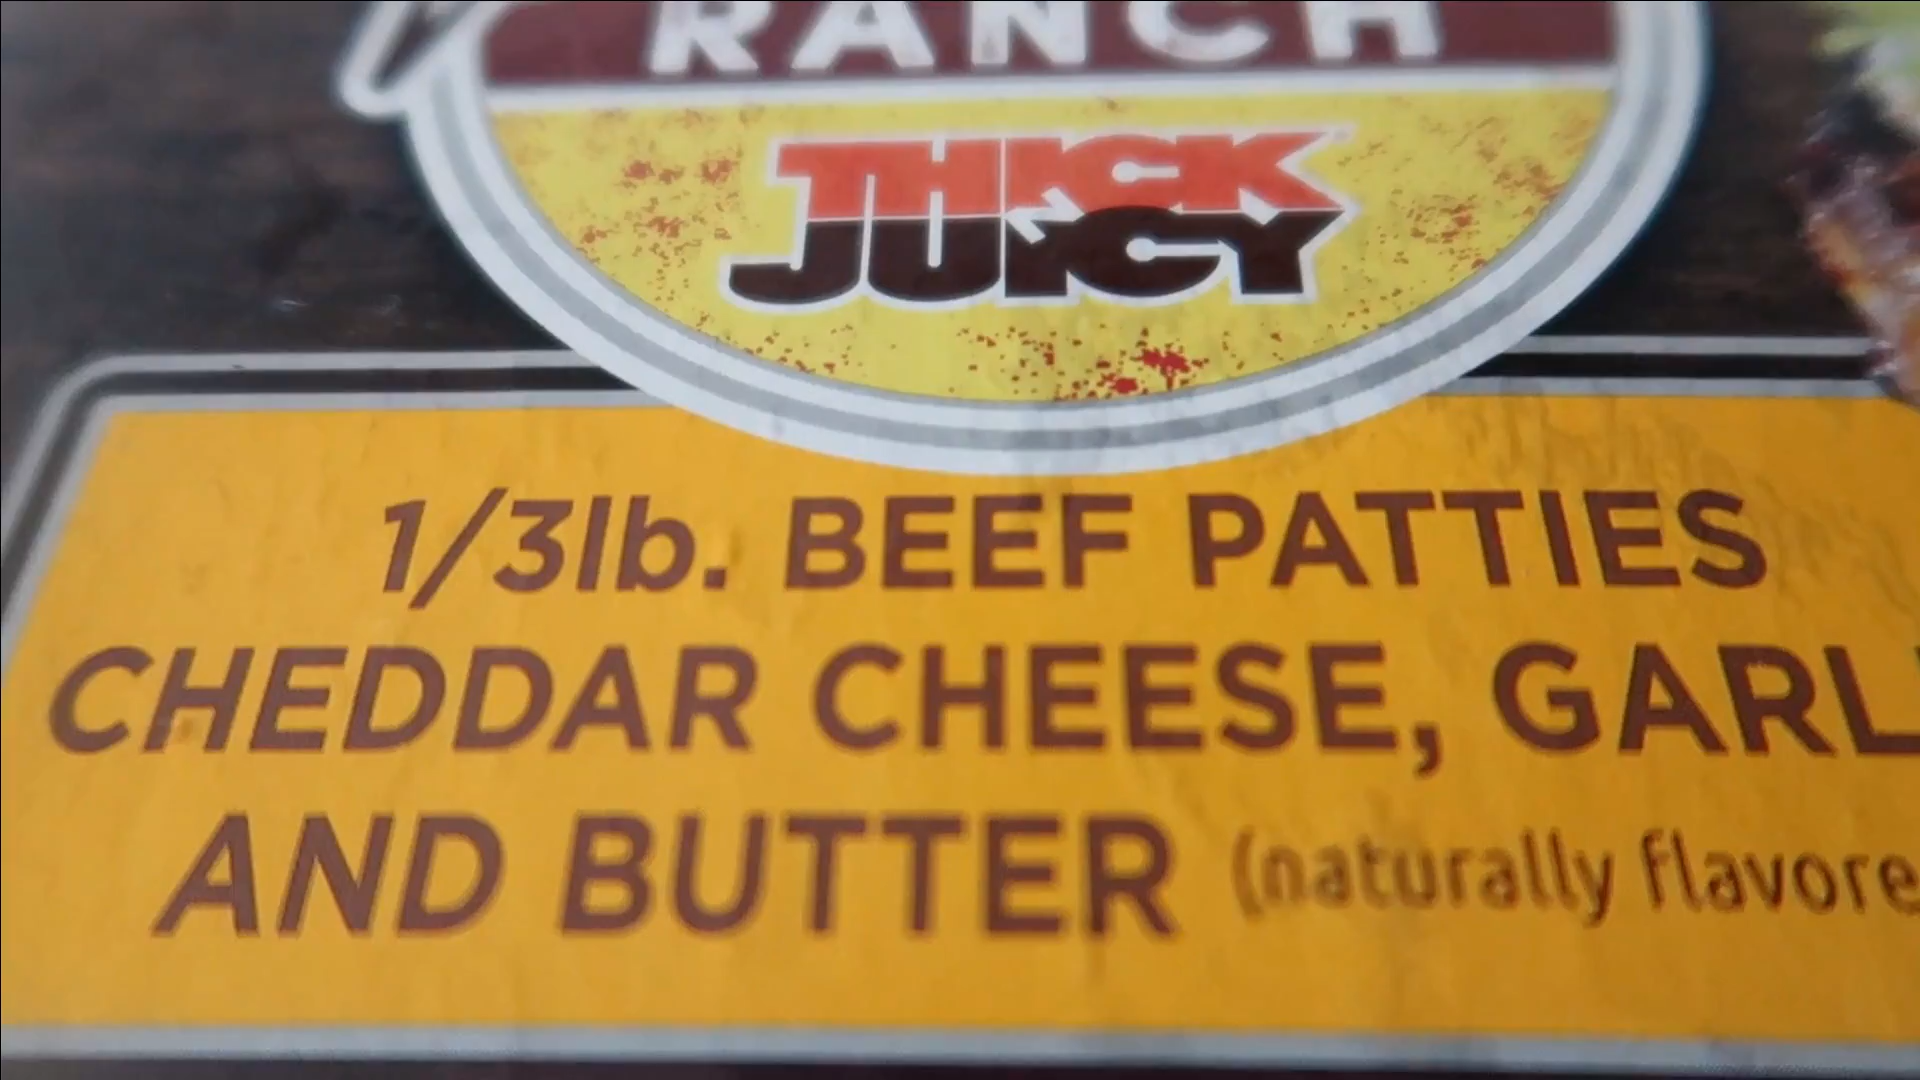 RANCH
THICK
N
JUICY
1/3lb. BEEF PATTIES
CHEDDAR CHEESE, GARL
AND BUTTER (naturally flavore